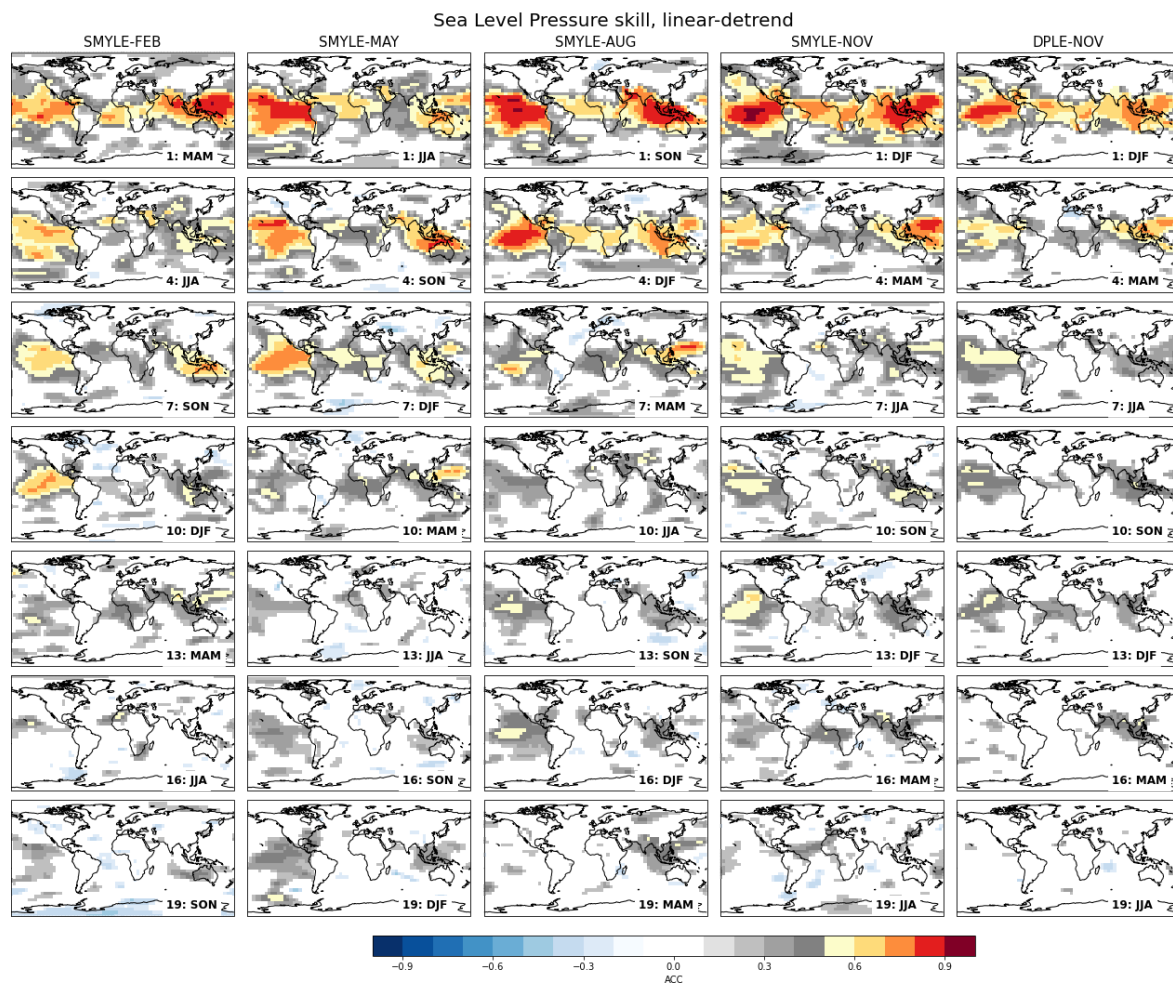 Sea Level Pressure skill, linear-detrend
SMYLE-FEB SMYLE-MAY SMYLE-AUG SMYLE-NOV DPLE-NOV
1: MAM 1: JJA 1: SON 1: DJF 1: DJF
4: JJA 4: SON 4: DJF 4: MAM 4: MAM
7: SON 7: DJF 7: MAM 7: JJA 7: JJA
10: DJF 10: MAM 10: JJA 10: SON 10: SON
13: MAM 13: JJA 13: SON 13: DJF 13: DJF
16: JJA 16: SON 16: DJF 16: MAM 16: MAM
19: SON 19: DJF 19: MAM 19: JJA 19: JJA
−0.9 −0.6 −0.3 0.0 0.3 0.6 0.9
ACC